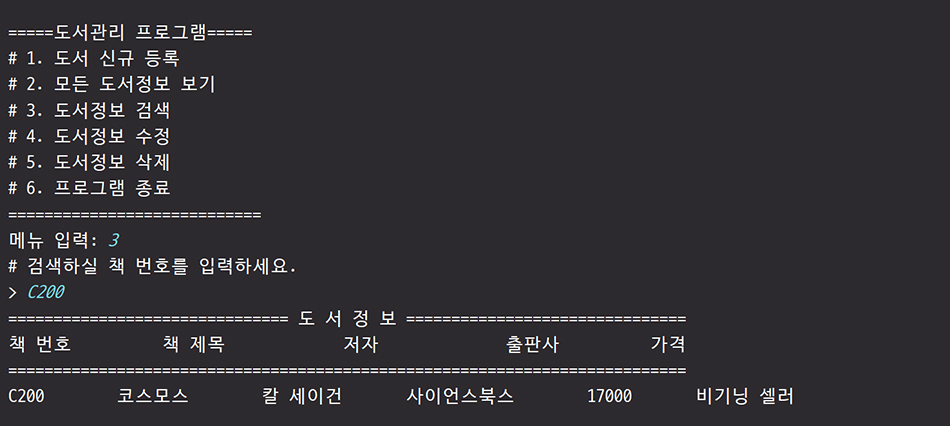 =====도서관리 프로그램=====
# 1. 도서 신규 등록
# 2. 모든 도서정보 보기
# 3. 도서정보 검색
# 4. 도서정보 수정
# 5. 도서정보 삭제
# 6. 프로그램 종료
============================
메뉴 입력: 3
# 검색하실 책 번호를 입력하세요.
> C200
=============================== 도 서 정 보 ===============================
책 번호 책 제목 저자 출판사 가격
===========================================================================
C200 코스모스 칼 세이건 사이언스북스 17000 비기닝 셀러